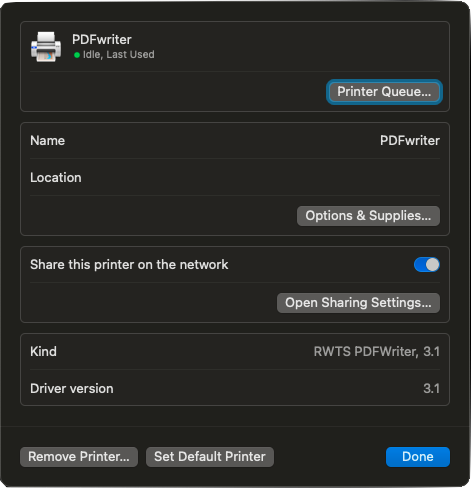 PDFwriter
Idle, Last Used
Printer Queue...
Name PDFwriter
Location
Options & Supplies...
Share this printer on the network
Open Sharing Settings...
Kind RWTS PDFWriter, 3.1
Driver version 3.1
Remove Printer... Set Default Printer Done